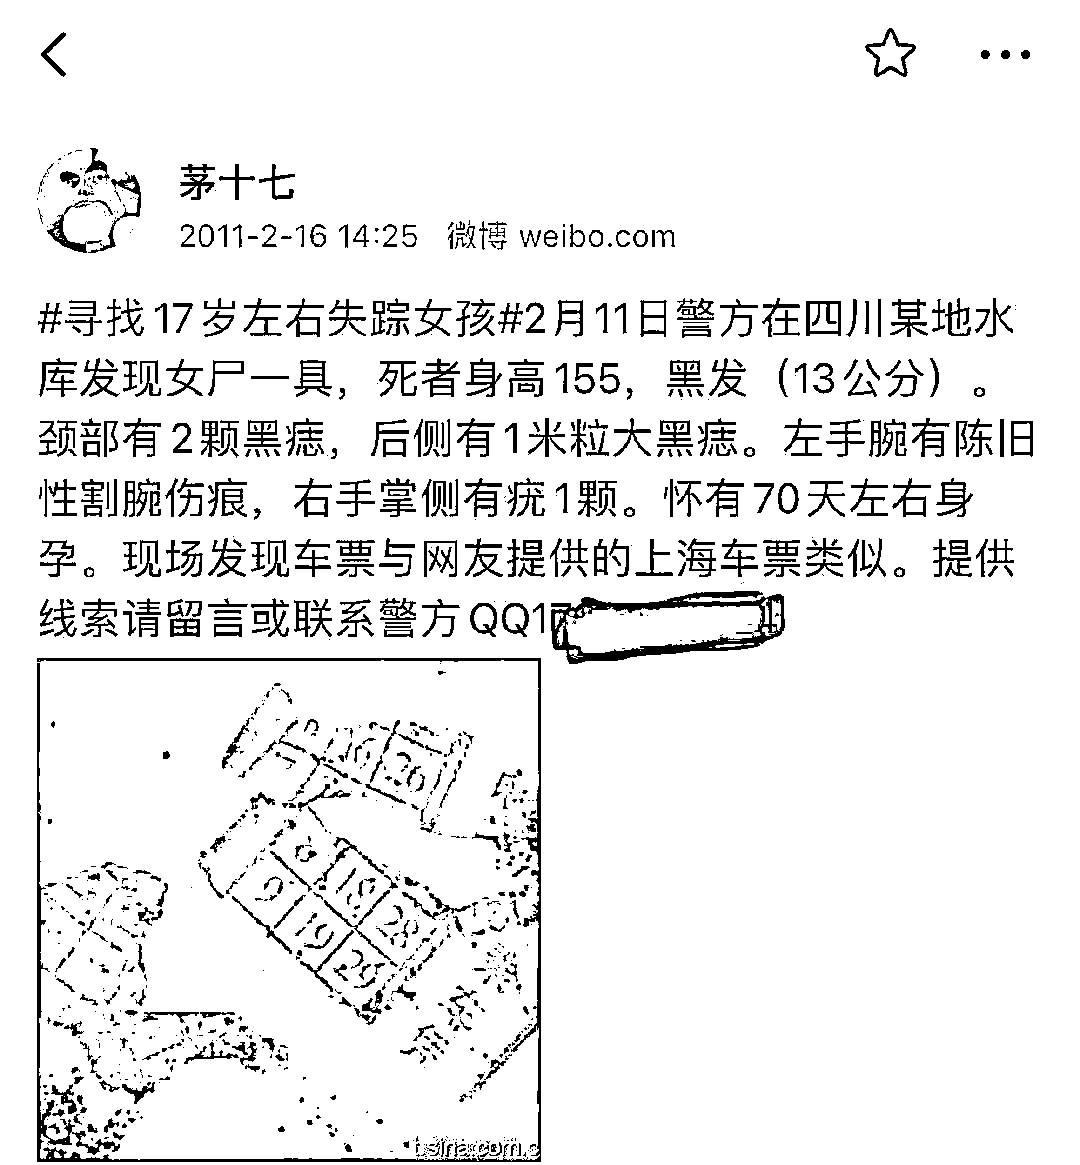 茅十七
2011-2-16 14:25 微博 weibo.com
#寻找17岁左右失踪女孩#2月11日警方在四川某地水
库发现女尸一具，死者身高155，黑发（13公分）。
颈部有2颗黑痣，后侧有1米粒大黑痣。左手腕有陈旧
性割腕伤痕，右手掌侧有疣1颗。怀有70天左右身
孕。现场发现车票与网友提供的上海车票类似。提供
线索请留言或联系警方QQ1
26
8 18 28
9 19 29
t.sina.com.c